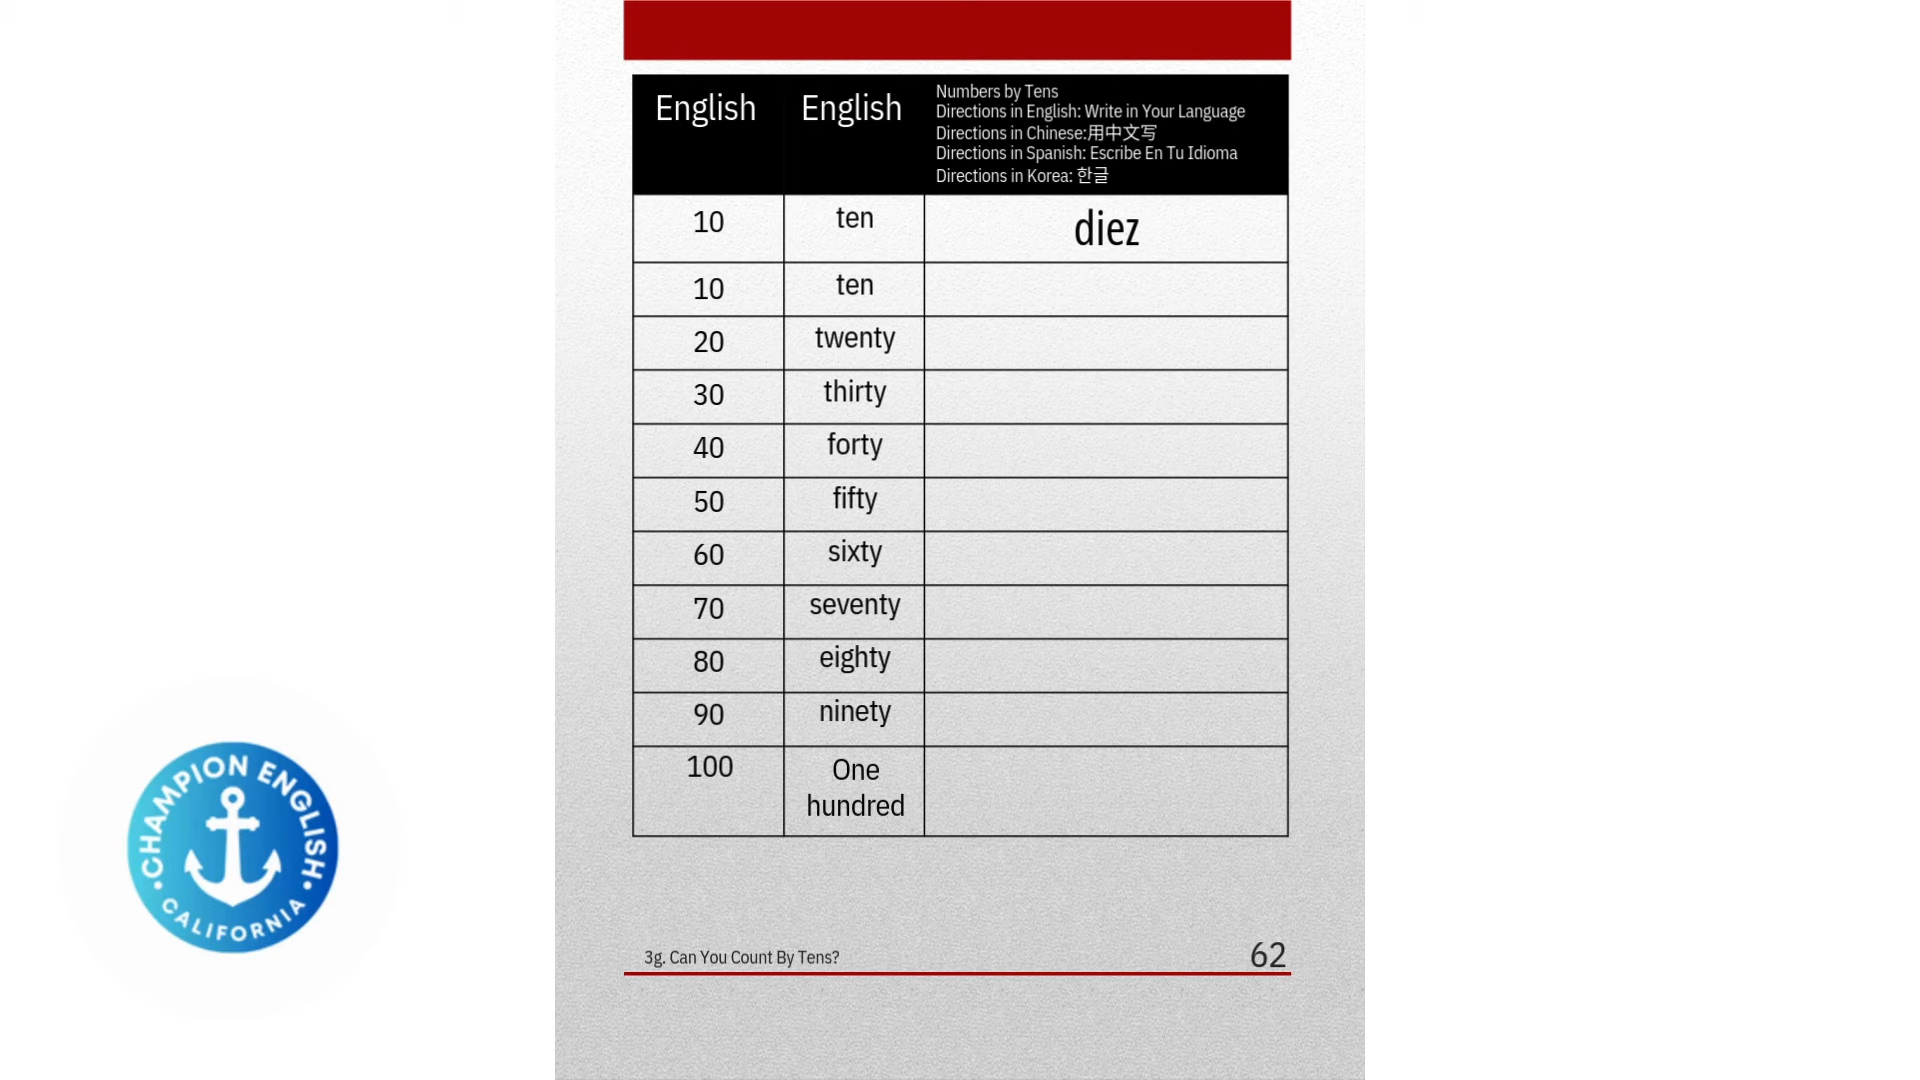 English
English
Numbers by Tens
Directions in English: Write in Your Language
Directions in Chinese:用中文写
Directions in Spanish: Escribe En Tu Idioma
Directions in Korea: 한글
10 ten diez
10 ten
20 twenty
30 thirty
40 forty
50 fifty
60 sixty
70 seventy
80 eighty
90 ninety
100 One
hundred
CHAMPION ENGLISH
CALIFORNIA
3g. Can You Count By Tens?
62